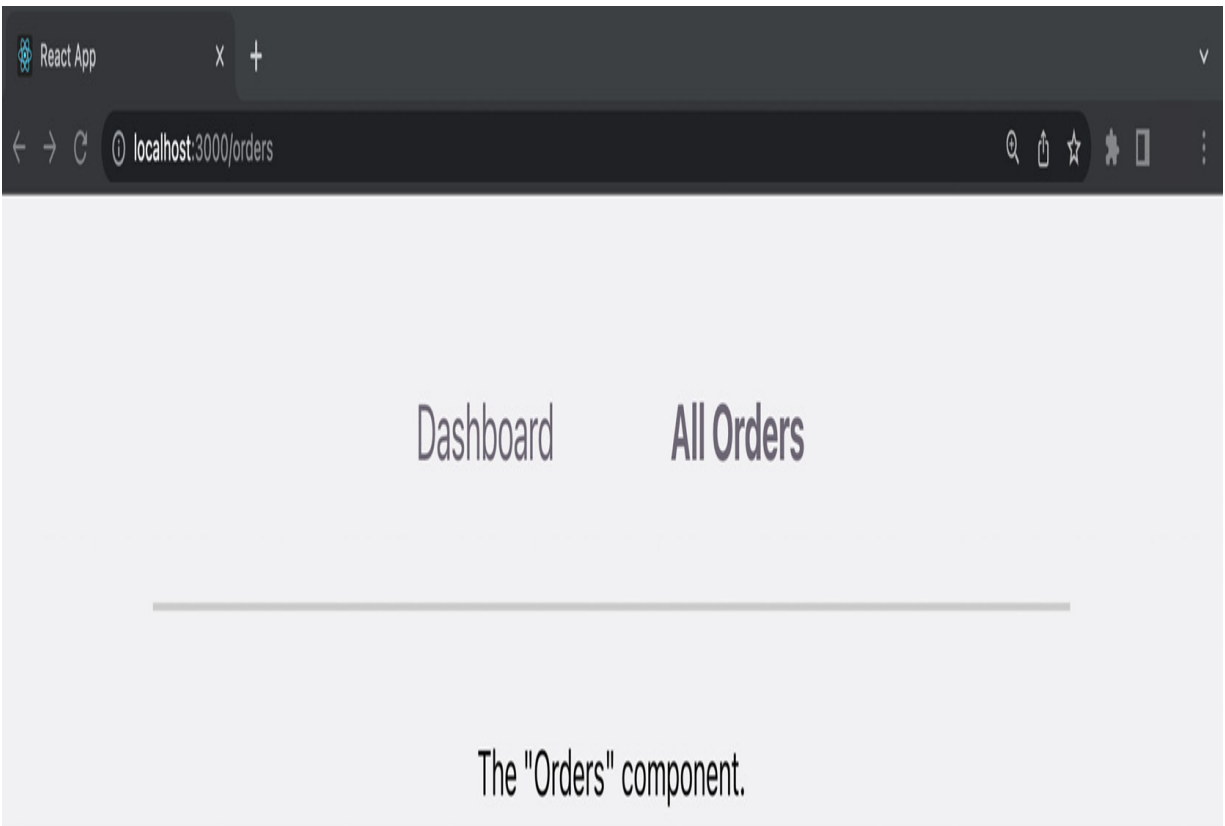 React App
localhost:3000/orders
Dashboard All Orders
The "Orders" component.